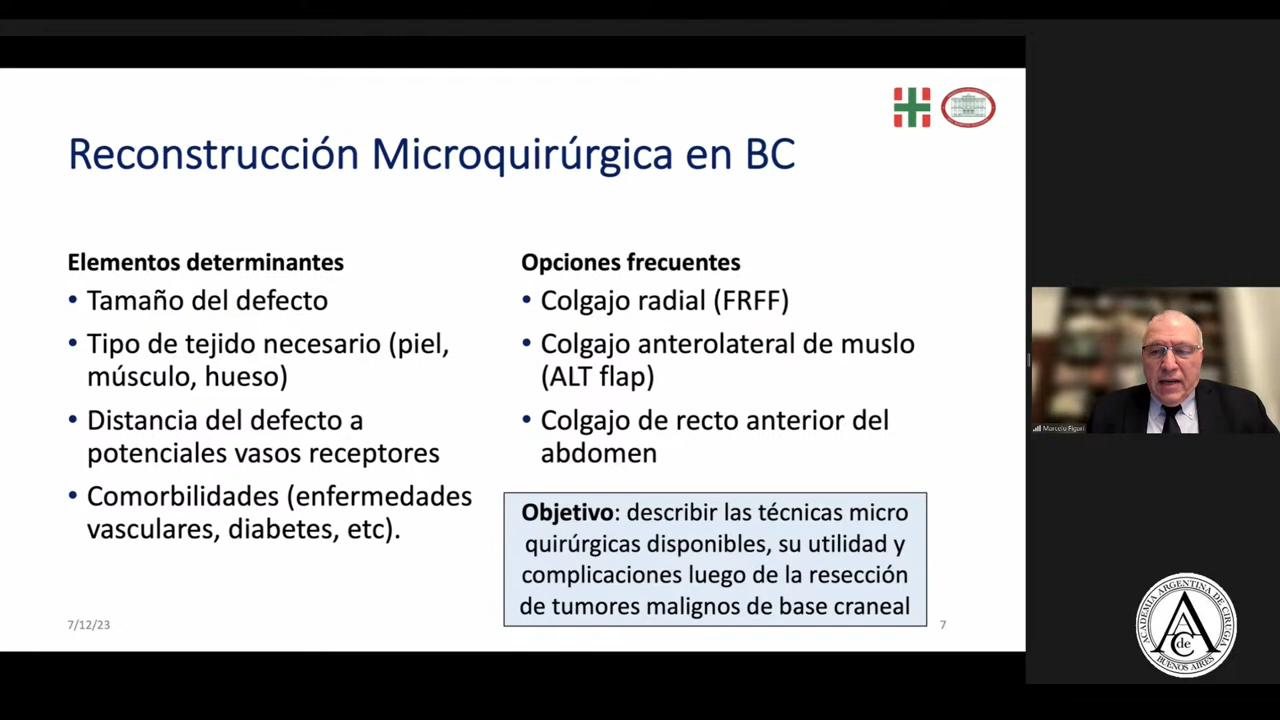 Reconstrucción Microquirúrgica en BC
Elementos determinantes
• Tamaño del defecto
• Tipo de tejido necesario (piel,
músculo, hueso)
• Distancia del defecto a
potenciales vasos receptores
• Comorbilidades (enfermedades
vasculares, diabetes, etc).
Opciones frecuentes
• Colgajo radial (FRFF)
• Colgajo anterolateral de muslo
(ALT flap)
• Colgajo de recto anterior del
abdomen
Objetivo: describir las técnicas micro
quirúrgicas disponibles, su utilidad y
complicaciones luego de la resección
de tumores malignos de base craneal
7/12/23
7
Marcelo Figari
ACADEMIA ARGENTINA DE CIRUGIA
A de C
BUENOS AIRES